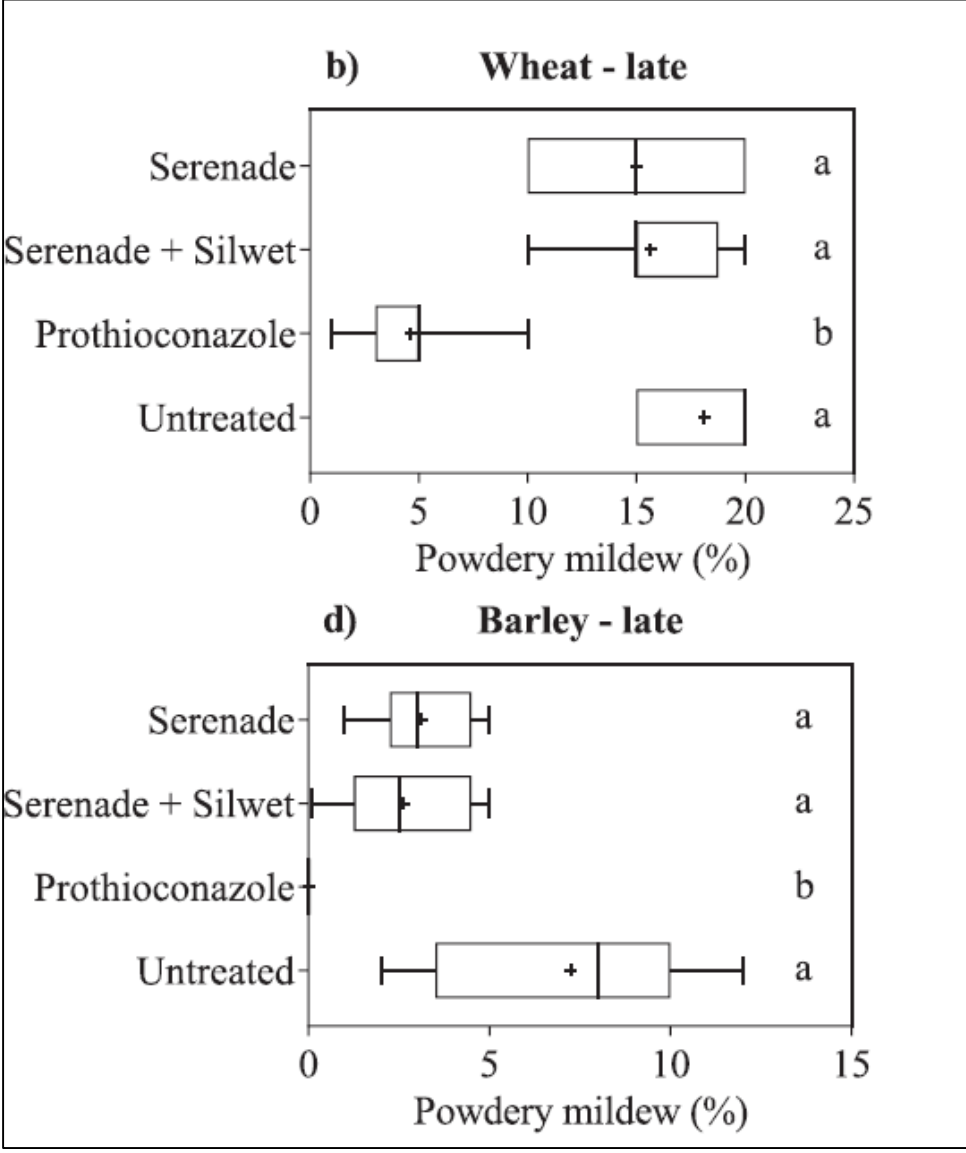 b) Wheat - late
Serenade a
Serenade + Silwet a
Prothioconazole b
Untreated a
0 5 10 15 20 25
Powdery mildew (%)
d) Barley - late
Serenade a
Serenade + Silwet a
Prothioconazole b
Untreated a
0 5 10 15
Powdery mildew (%)